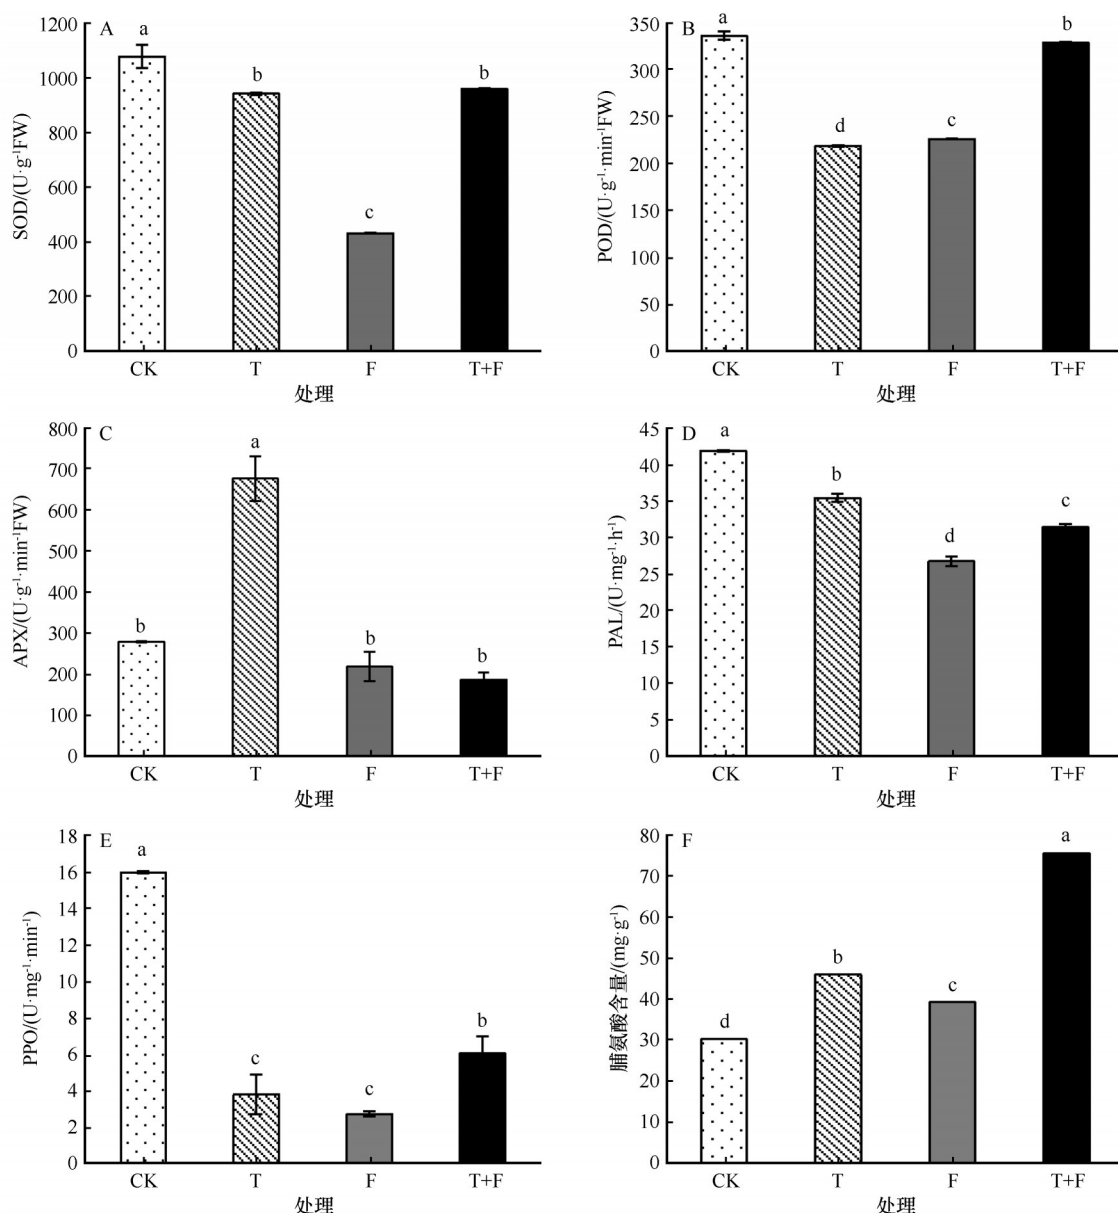 A
SOD/(U·g⁻¹FW)
1200
1000
800
600
400
200
0
a
b
c
b
CK T F T+F
处理
B
POD/(U·g⁻¹·min⁻¹FW)
350
300
250
200
150
100
50
0
a
d
c
b
CK T F T+F
处理
C
APX/(U·g⁻¹·min⁻¹FW)
800
700
600
500
400
300
200
100
0
b
a
b
b
CK T F T+F
处理
D
PAL/(U·mg⁻¹·h⁻¹)
45
40
35
30
25
20
15
10
5
0
a
b
d
c
CK T F T+F
处理
E
PPO/(U·mg⁻¹·min⁻¹)
18
16
14
12
10
8
6
4
2
0
a
c
c
b
CK T F T+F
处理
F
脯氨酸含量/(mg·g⁻¹)
80
70
60
50
40
30
20
10
0
d
b
c
a
CK T F T+F
处理